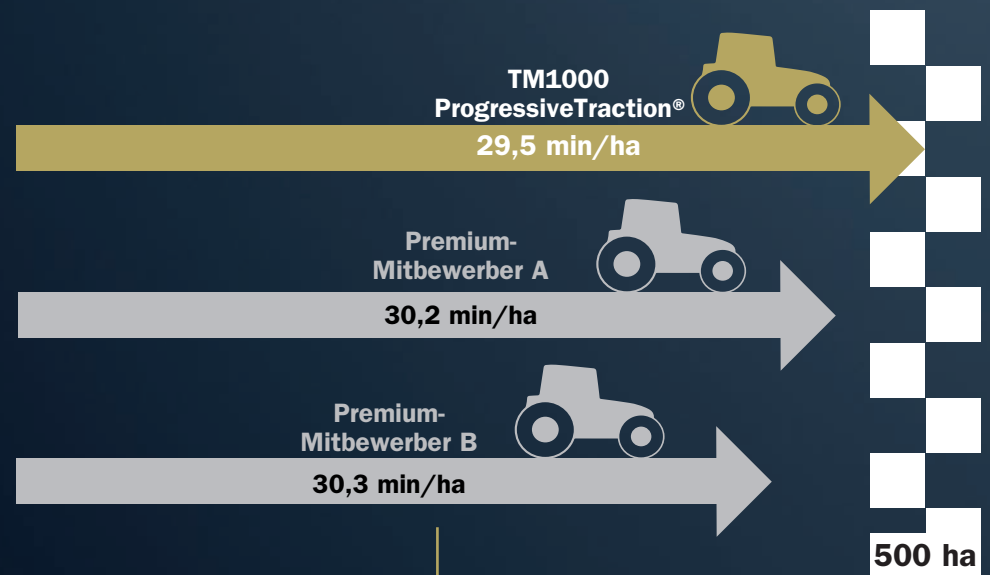 TM1000
ProgressiveTraction®
29,5 min/ha
Premium-
Mitbewerber A
30,2 min/ha
Premium-
Mitbewerber B
30,3 min/ha
500 ha